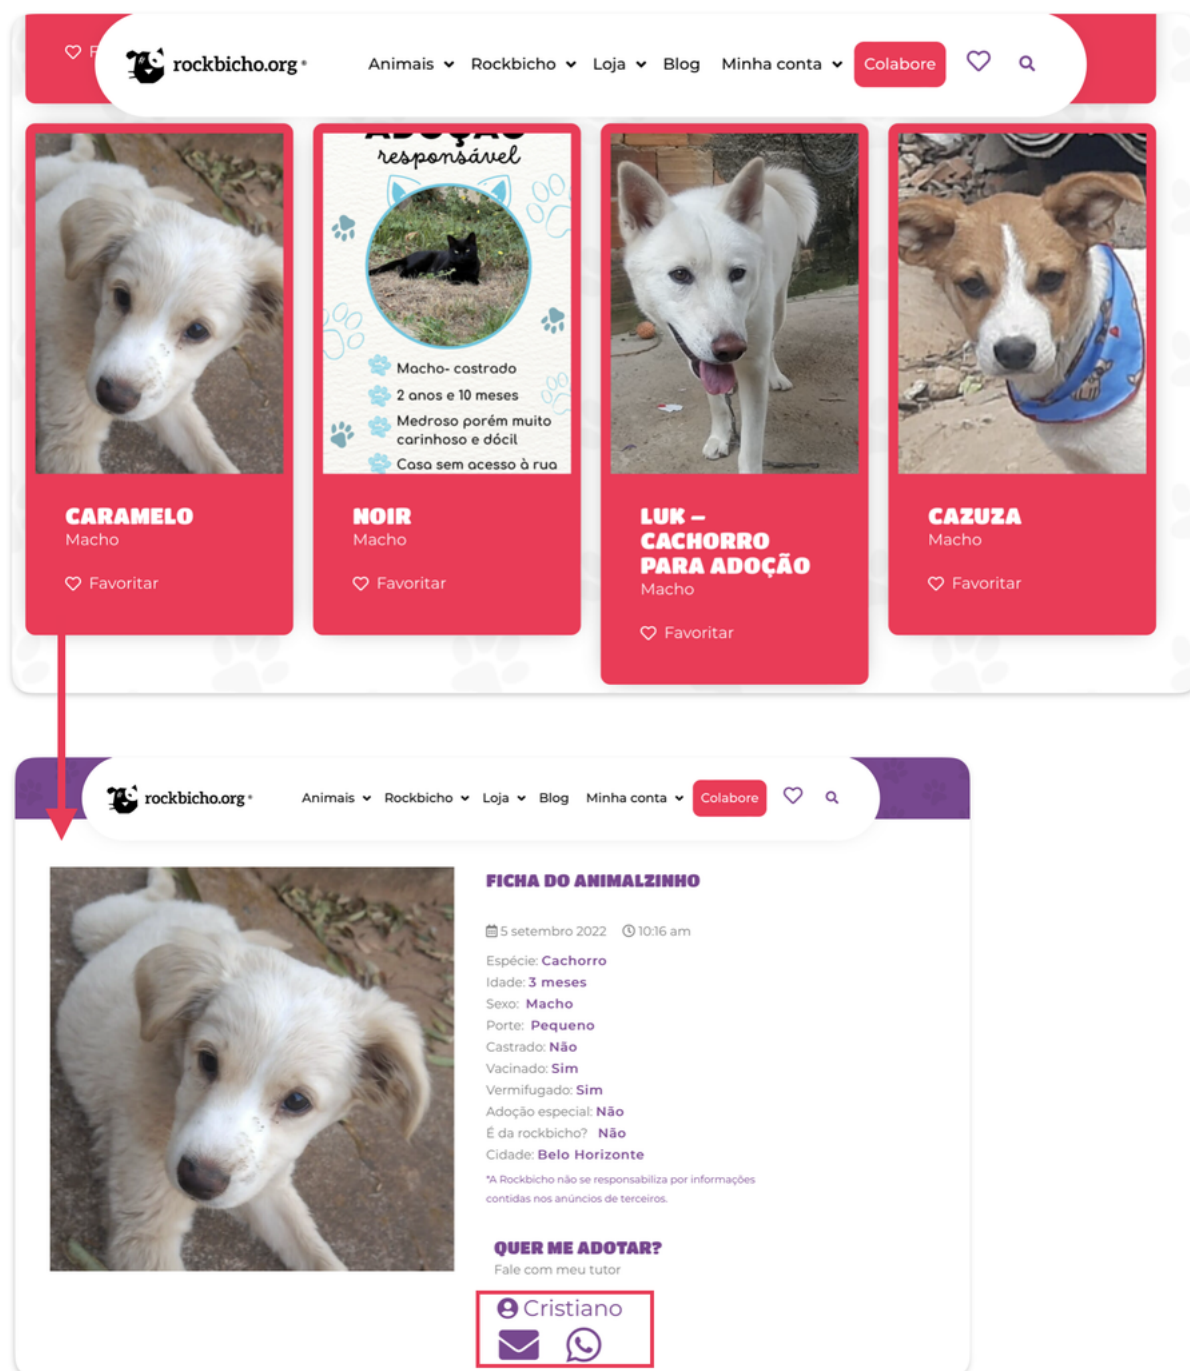 F
rockbicho.org
Animais Rockbicho Loja Blog Minha conta Colabore
ADOÇÃO
responsável
Macho- castrado
2 anos e 10 meses
Medroso porém muito
carinhoso e dócil
Casa sem acesso à rua
CARAMELO
Macho
Favoritar
NOIR
Macho
Favoritar
LUK –
CACHORRO
PARA ADOÇÃO
Macho
Favoritar
CAZUZA
Macho
Favoritar
rockbicho.org
Animais Rockbicho Loja Blog Minha conta Colabore
FICHA DO ANIMALZINHO
5 setembro 2022 10:16 am
Espécie: Cachorro
Idade: 3 meses
Sexo: Macho
Porte: Pequeno
Castrado: Não
Vacinado: Sim
Vermifugado: Sim
Adoção especial: Não
É da rockbicho? Não
Cidade: Belo Horizonte
*A Rockbicho não se responsabiliza por informações
contidas nos anúncios de terceiros.
QUER ME ADOTAR?
Fale com meu tutor
Cristiano